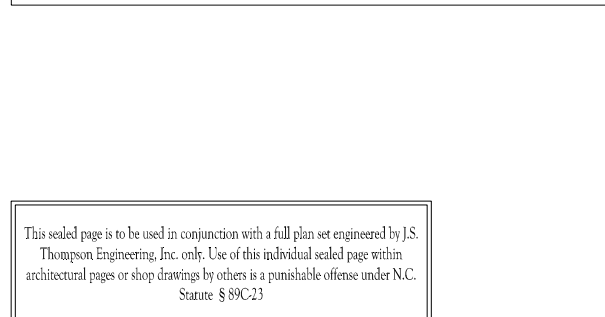 This sealed page is to be used in conjunction with a full plan set engineered by J.S.
Thompson Engineering, Inc. only. Use of this individual sealed page within
architectural pages or shop drawings by others is a punishable offense under N.C.
Statute § 89C-23